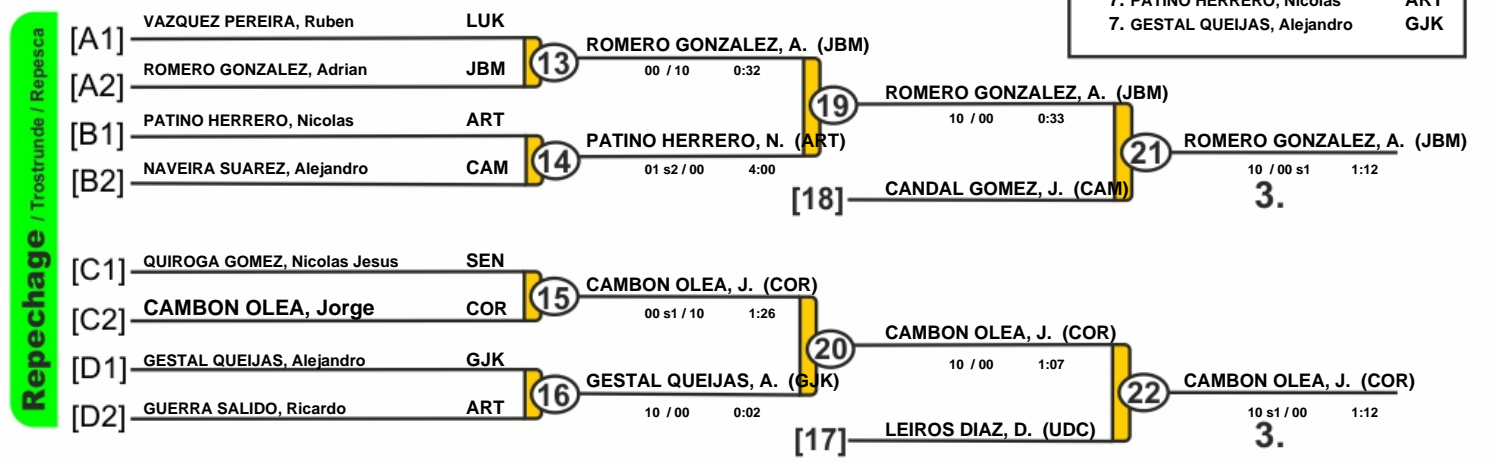 7. PATINO HERRERO, Nicolas ART
7. GESTAL QUEIJAS, Alejandro GJK
Repechage / Trostrunde / Repesca
[A1] VAZQUEZ PEREIRA, Ruben LUK
[A2] ROMERO GONZALEZ, Adrian JBM
13
ROMERO GONZALEZ, A. (JBM)
00 / 10 0:32
[B1] PATINO HERRERO, Nicolas ART
[B2] NAVEIRA SUAREZ, Alejandro CAM
14
PATINO HERRERO, N. (ART)
01 s2 / 00 4:00
19
ROMERO GONZALEZ, A. (JBM)
10 / 00 0:33
[18] CANDAL GOMEZ, J. (CAM)
21
ROMERO GONZALEZ, A. (JBM)
10 / 00 s1 1:12
3.
[C1] QUIROGA GOMEZ, Nicolas Jesus SEN
[C2] CAMBON OLEA, Jorge COR
15
CAMBON OLEA, J. (COR)
00 s1 / 10 1:26
[D1] GESTAL QUEIJAS, Alejandro GJK
[D2] GUERRA SALIDO, Ricardo ART
16
GESTAL QUEIJAS, A. (GJK)
10 / 00 0:02
20
CAMBON OLEA, J. (COR)
10 / 00 1:07
[17] LEIROS DIAZ, D. (UDC)
22
CAMBON OLEA, J. (COR)
10 s1 / 00 1:12
3.